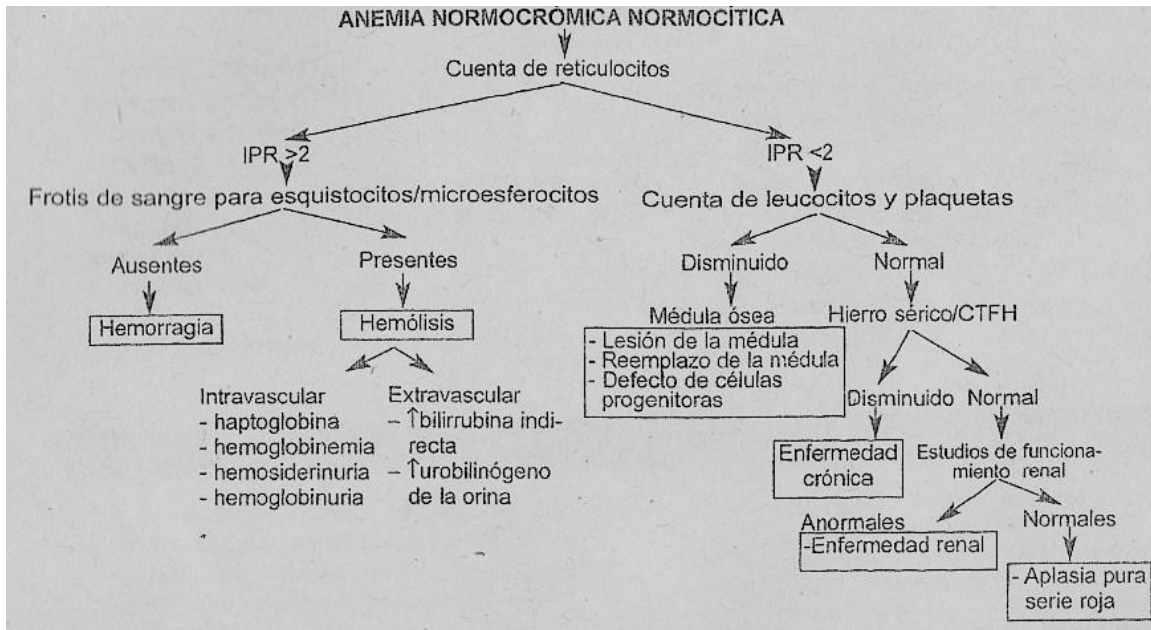 ANEMIA NORMOCRÓMICA NORMOCÍTICA
Cuenta de reticulocitos
IPR >2
IPR <2
Frotis de sangre para esquistocitos/microesferocitos
Cuenta de leucocitos y plaquetas
Ausentes
Presentes
Disminuido
Normal
Hemorragia
Hemólisis
Médula ósea
- Lesión de la médula
- Reemplazo de la médula
- Defecto de células
progenitoras
Hierro sérico/CTFH
Intravascular
- haptoglobina
- hemoglobinemia
- hemosiderinuria
- hemoglobinuria
Extravascular
- ↑bilirrubina indi-
recta
- ↑urobilinógeno
de la orina
Disminuido
Normal
Enfermedad
crónica
Estudios de funciona-
miento renal
Anormales
-Enfermedad renal
Normales
- Aplasia pura
serie roja